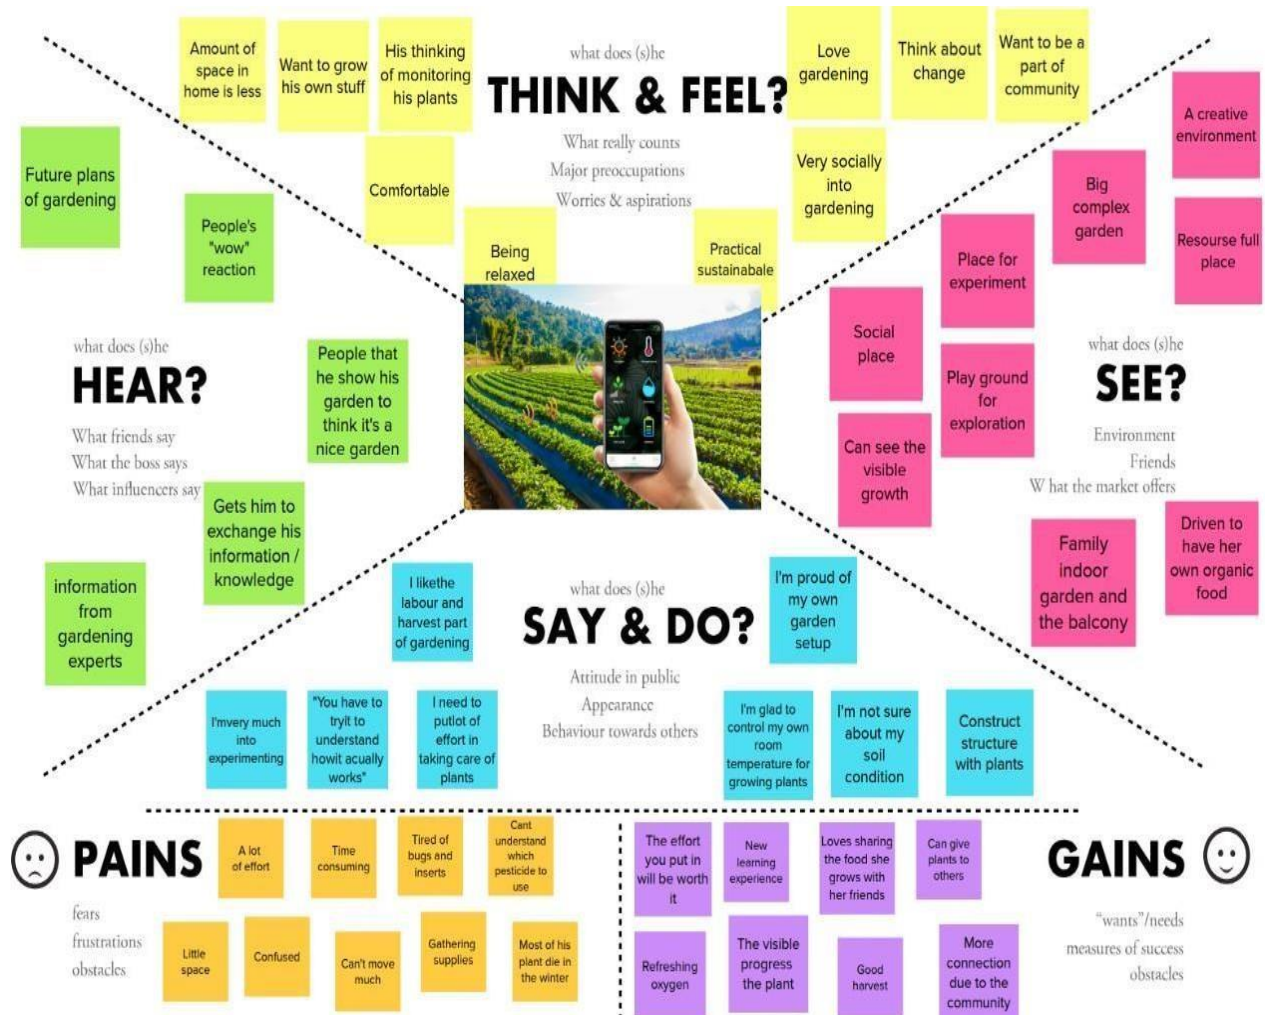 Amount of
space in
home is less
Want to grow
his own stuff
His thinking
of monitoring
his plants
Comfortable
Being
relaxed
what does (s)he
THINK & FEEL?
What really counts
Major preoccupations
Worries & aspirations
Love
gardening
Think about
change
Want to be a
part of
community
Very socially
into
gardening
Practical
sustainabale
Future plans
of gardening
People's
"wow"
reaction
what does (s)he
HEAR?
What friends say
What the boss says
What influencers say
People that
he show his
garden to
think it's a
nice garden
Gets him to
exchange his
information /
knowledge
information
from
gardening
experts
A creative
environment
Big
complex
garden
Resourse full
place
Place for
experiment
Social
place
Play ground
for
exploration
Can see the
visible
growth
what does (s)he
SEE?
Environment
Friends
W hat the market offers
Family
indoor
garden and
the balcony
Driven to
have her
own organic
food
I likethe
labour and
harvest part
of gardening
what does (s)he
SAY & DO?
Attitude in public
Appearance
Behaviour towards others
I'm proud of
my own
garden
setup
I'mvery much
into
experimenting
"You have to
tryit to
understand
howit acually
works"
I need to
putlot of
effort in
taking care of
plants
I'm glad to
control my own
room
temperature for
growing plants
I'm not sure
about my
soil
condition
Construct
structure
with plants
PAINS
fears
frustrations
obstacles
A lot
of effort
Time
consuming
Tired of
bugs and
inserts
Cant
understand
which
pesticide to
use
Little
space
Confused
Can't move
much
Gathering
supplies
Most of his
plant die in
the winter
The effort
you put in
will be worth
it
New
learning
experience
Loves sharing
the food she
grows with
her friends
Can give
plants to
others
Refreshing
oxygen
The visible
progress
the plant
Good
harvest
More
connection
due to the
community
GAINS
"wants"/needs
measures of success
obstacles